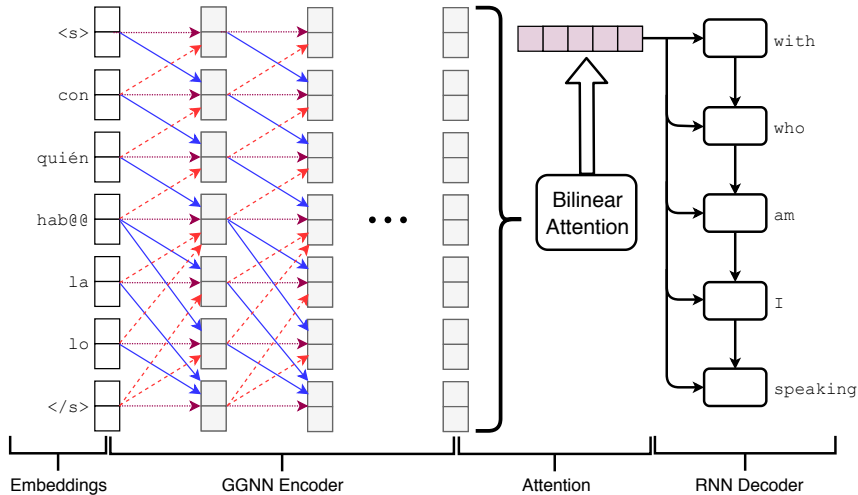 <s>
con
quién
hab@@
la
lo
</s>
...
Bilinear
Attention
with
who
am
I
speaking
Embeddings
GGNN Encoder
Attention
RNN Decoder